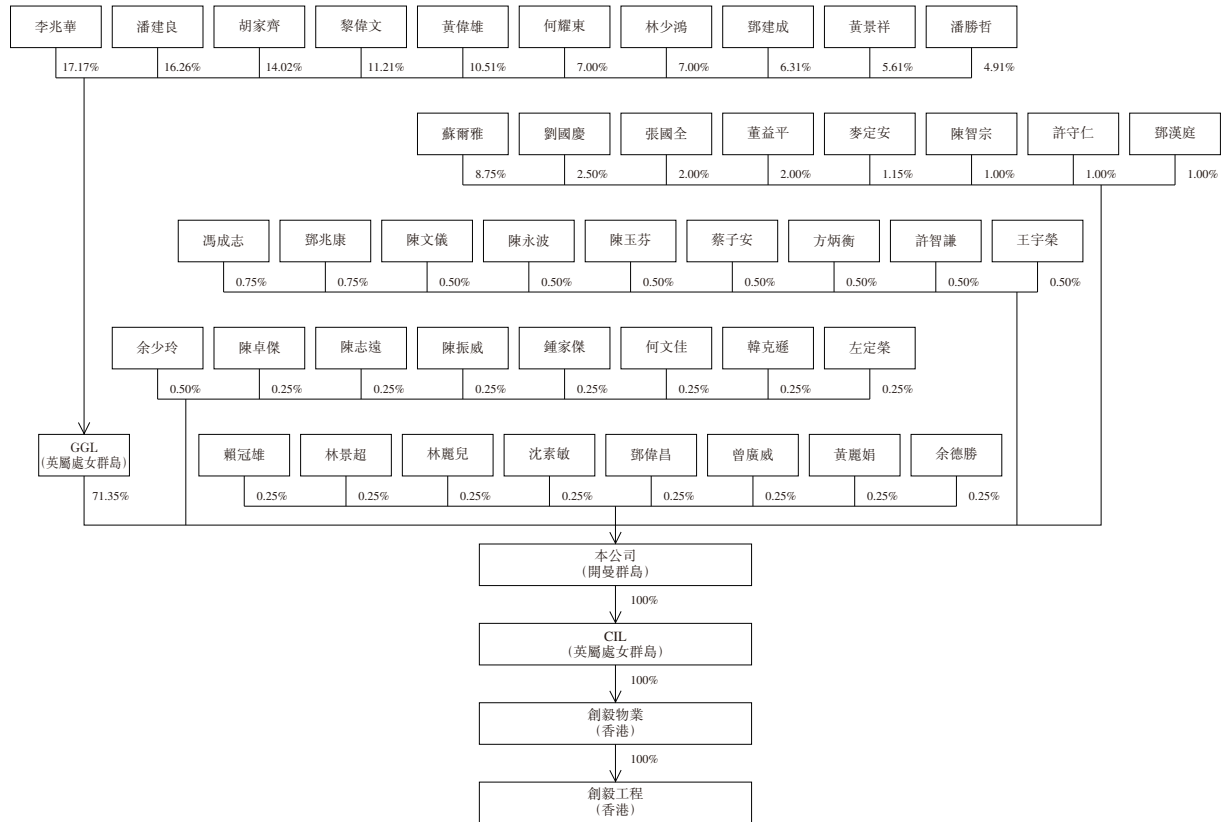 李兆華 潘建良 胡家齊 黎偉文 黃偉雄 何耀東 林少鴻 鄧建成 黃景祥 潘勝哲
17.17% 16.26% 14.02% 11.21% 10.51% 7.00% 7.00% 6.31% 5.61% 4.91%
蘇爾雅 劉國慶 張國全 董益平 麥定安 陳智宗 許守仁 鄧漢庭
8.75% 2.50% 2.00% 2.00% 1.15% 1.00% 1.00% 1.00%
馮成志 鄧兆康 陳文儀 陳永波 陳玉芬 蔡子安 方炳衡 許智謙 王宇榮
0.75% 0.75% 0.50% 0.50% 0.50% 0.50% 0.50% 0.50% 0.50%
余少玲 陳卓傑 陳志遠 陳振威 鍾家傑 何文佳 韓克遜 左定榮
0.50% 0.25% 0.25% 0.25% 0.25% 0.25% 0.25% 0.25%
GGL
(英屬處女群島)
71.35%
賴冠雄 林景超 林麗兒 沈素敏 鄧偉昌 曾廣威 黃麗娟 余德勝
0.25% 0.25% 0.25% 0.25% 0.25% 0.25% 0.25% 0.25%
本公司
(開曼群島)
100%
CIL
(英屬處女群島)
100%
創毅物業
(香港)
100%
創毅工程
(香港)